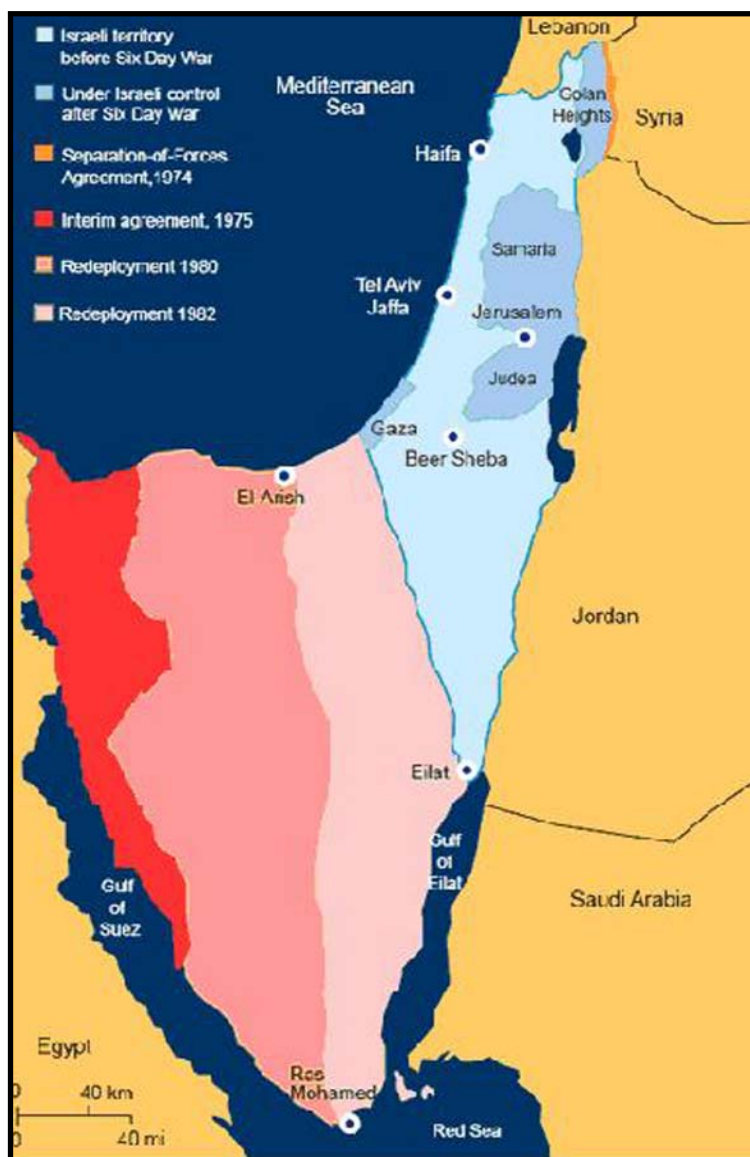 Israeli territory
before Six Day War
Under Israeli control
after Six Day War
Separation-of-Forces
Agreement,1974
Interim agreement, 1975
Redeployment 1980
Redeployment 1982
Lebanon
Mediterranean
Sea
Golan
Heights
Syria
Haifa
Samaria
Tel Aviv
Jaffa
Jerusalem
Judea
Gaza
Beer Sheba
El Arish
Jordan
Eilat
Gulf
of
Eilat
Gulf
of
Suez
Saudi Arabia
Egypt
Ras
Mohamed
0 40 km
0 40 mi
Red Sea